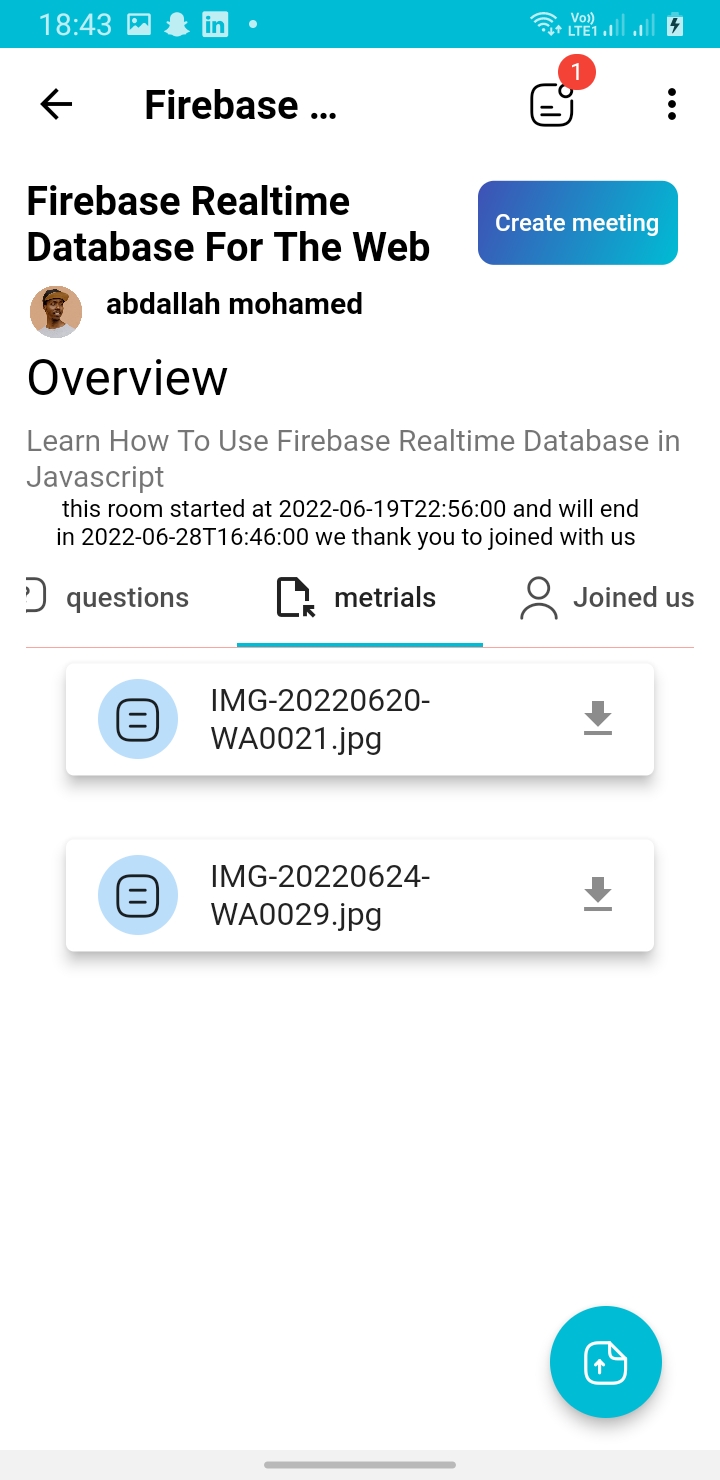 18:43
Vo)) LTE1
Firebase ...
1
Firebase Realtime
Database For The Web
Create meeting
abdallah mohamed
Overview
Learn How To Use Firebase Realtime Database in
Javascript
this room started at 2022-06-19T22:56:00 and will end
in 2022-06-28T16:46:00 we thank you to joined with us
questions
metrials
Joined us
IMG-20220620-
WA0021.jpg
IMG-20220624-
WA0029.jpg